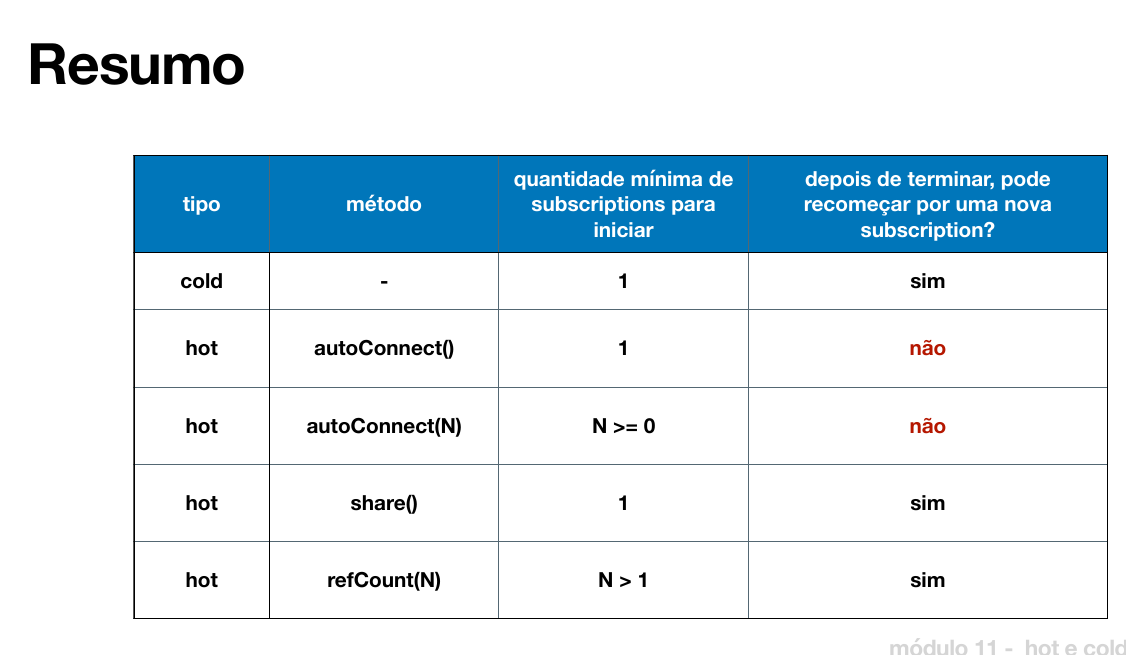 Resumo
tipo
método
quantidade mínima de
subscriptions para
iniciar
depois de terminar, pode
recomeçar por uma nova
subscription?
cold
-
1
sim
hot
autoConnect()
1
não
hot
autoConnect(N)
N >= 0
não
hot
share()
1
sim
hot
refCount(N)
N > 1
sim
módulo 11 - hot e cold